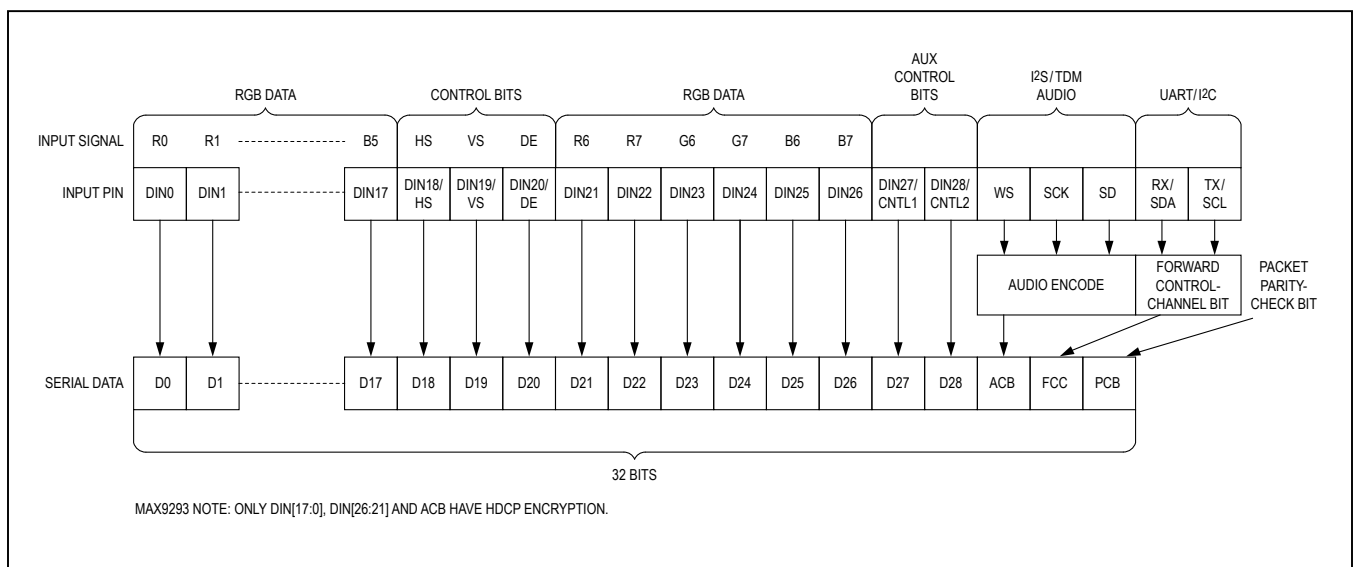 RGB DATA
CONTROL BITS
RGB DATA
AUX
CONTROL
BITS
I2S/TDM
AUDIO
UART/I2C
INPUT SIGNAL R0 R1 B5 HS VS DE R6 R7 G6 G7 B6 B7
INPUT PIN DIN0 DIN1 DIN17 DIN18/HS DIN19/VS DIN20/DE DIN21 DIN22 DIN23 DIN24 DIN25 DIN26 DIN27/CNTL1 DIN28/CNTL2 WS SCK SD RX/SDA TX/SCL
AUDIO ENCODE
FORWARD
CONTROL-
CHANNEL BIT
PACKET
PARITY-
CHECK BIT
SERIAL DATA D0 D1 D17 D18 D19 D20 D21 D22 D23 D24 D25 D26 D27 D28 ACB FCC PCB
32 BITS
MAX9293 NOTE: ONLY DIN[17:0], DIN[26:21] AND ACB HAVE HDCP ENCRYPTION.